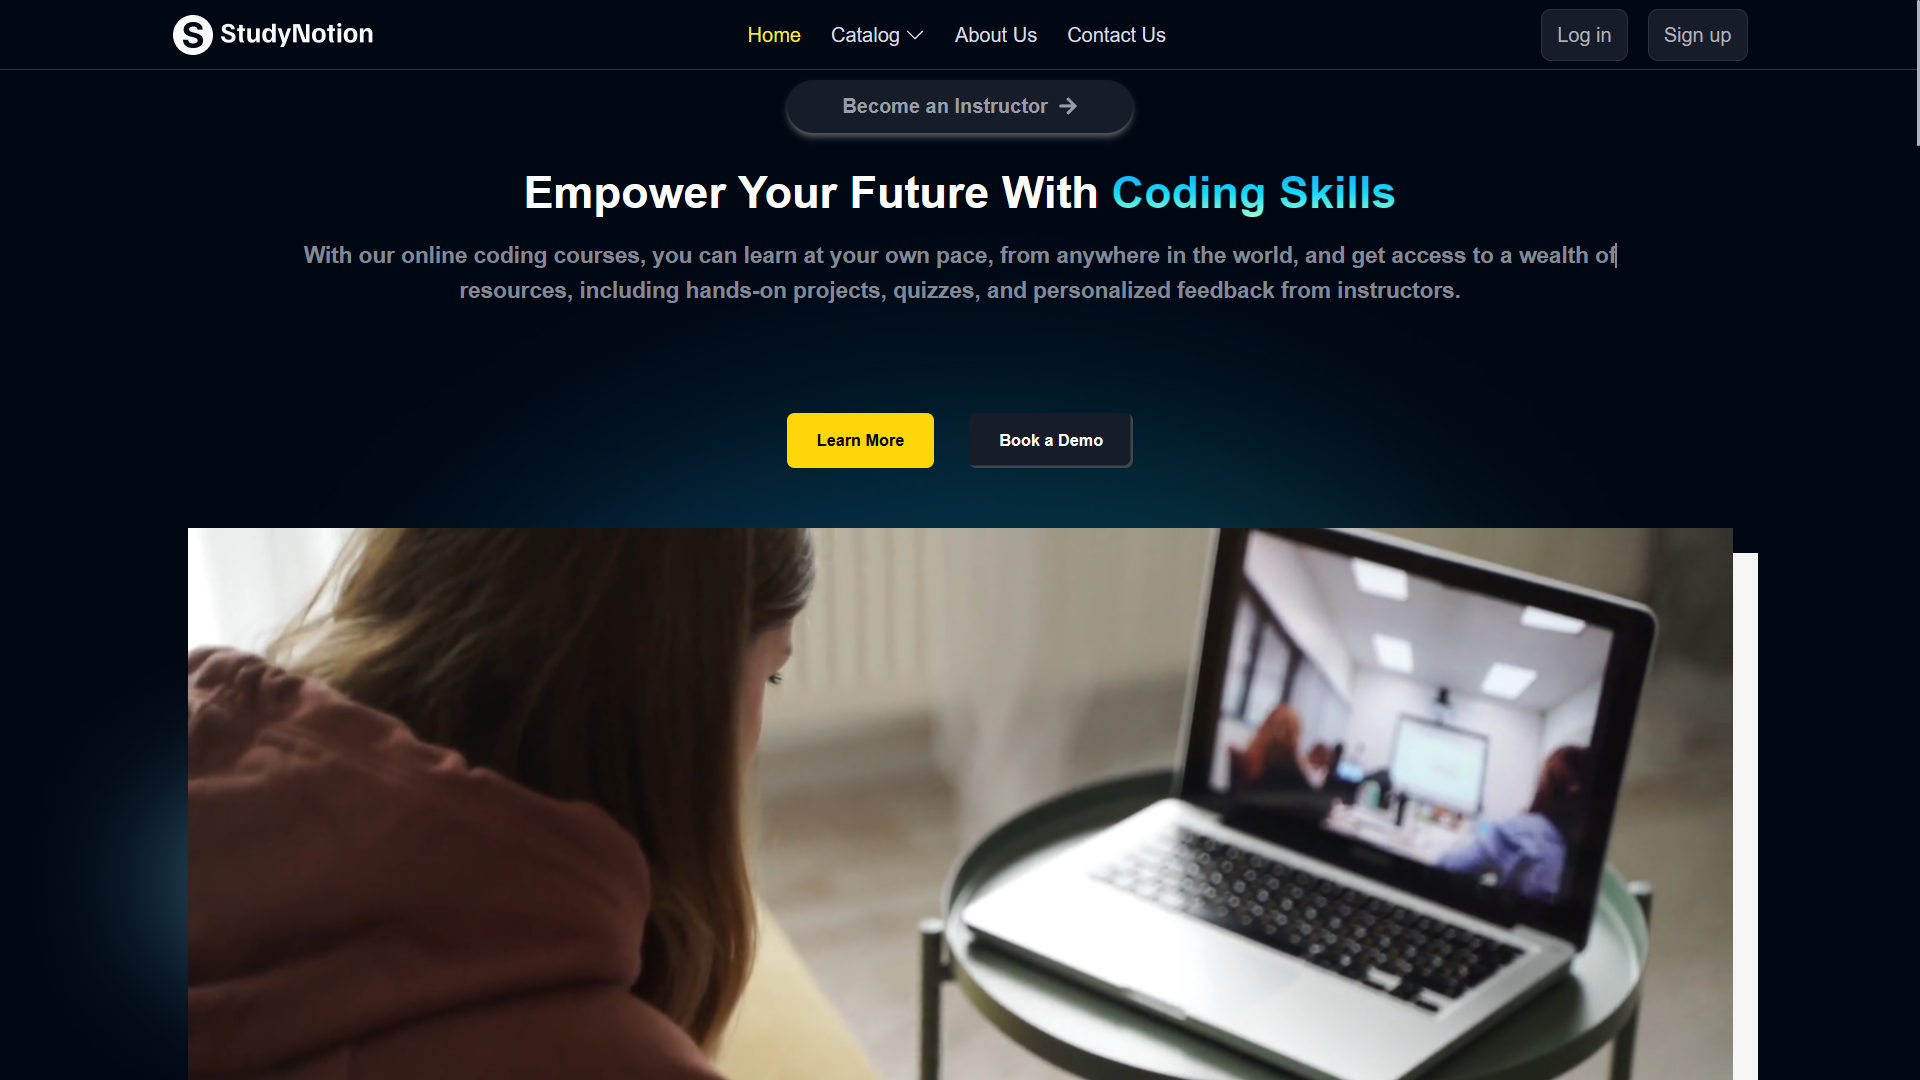 S StudyNotion
Home Catalog About Us Contact Us
Log in Sign up
Become an Instructor
Empower Your Future With Coding Skills
With our online coding courses, you can learn at your own pace, from anywhere in the world, and get access to a wealth of
resources, including hands-on projects, quizzes, and personalized feedback from instructors.
Learn More Book a Demo